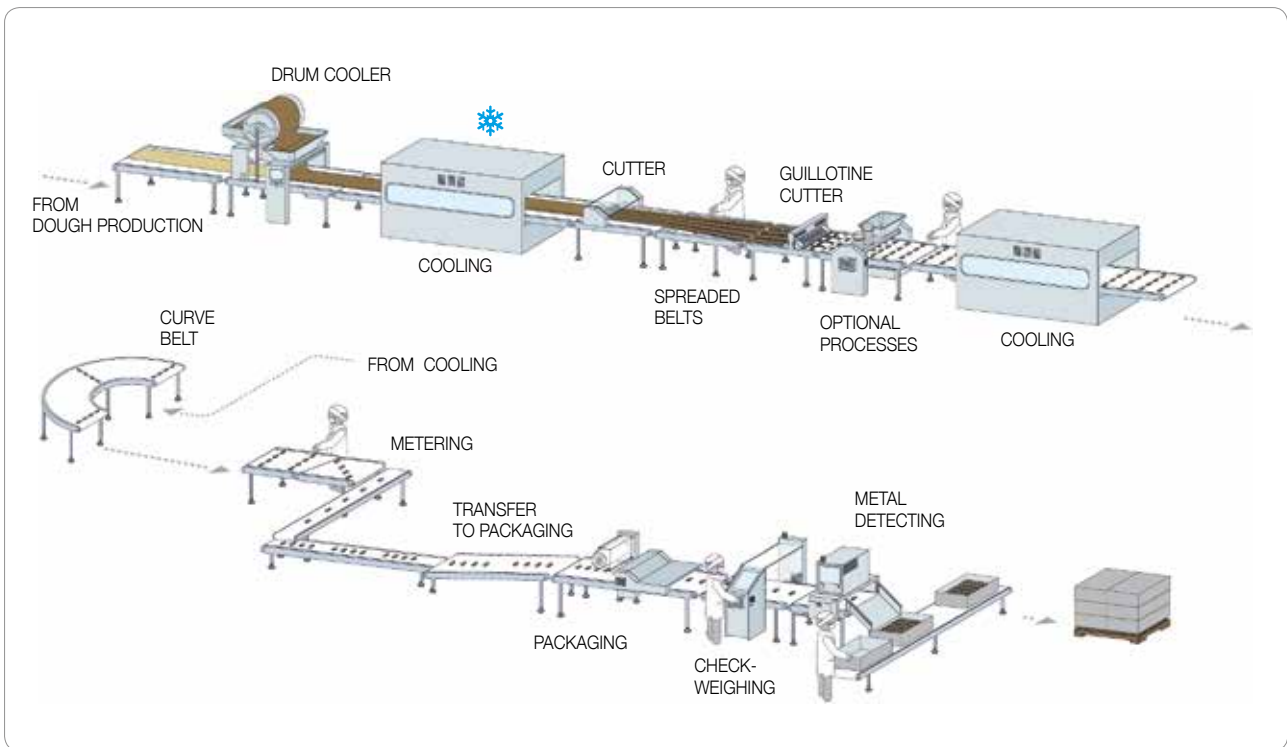 DRUM COOLER
CUTTER
GUILLOTINE
CUTTER
FROM
DOUGH PRODUCTION
COOLING
SPREADED
BELTS
OPTIONAL
PROCESSES
COOLING
CURVE
BELT
FROM COOLING
METERING
TRANSFER
TO PACKAGING
METAL
DETECTING
PACKAGING
CHECK-
WEIGHING